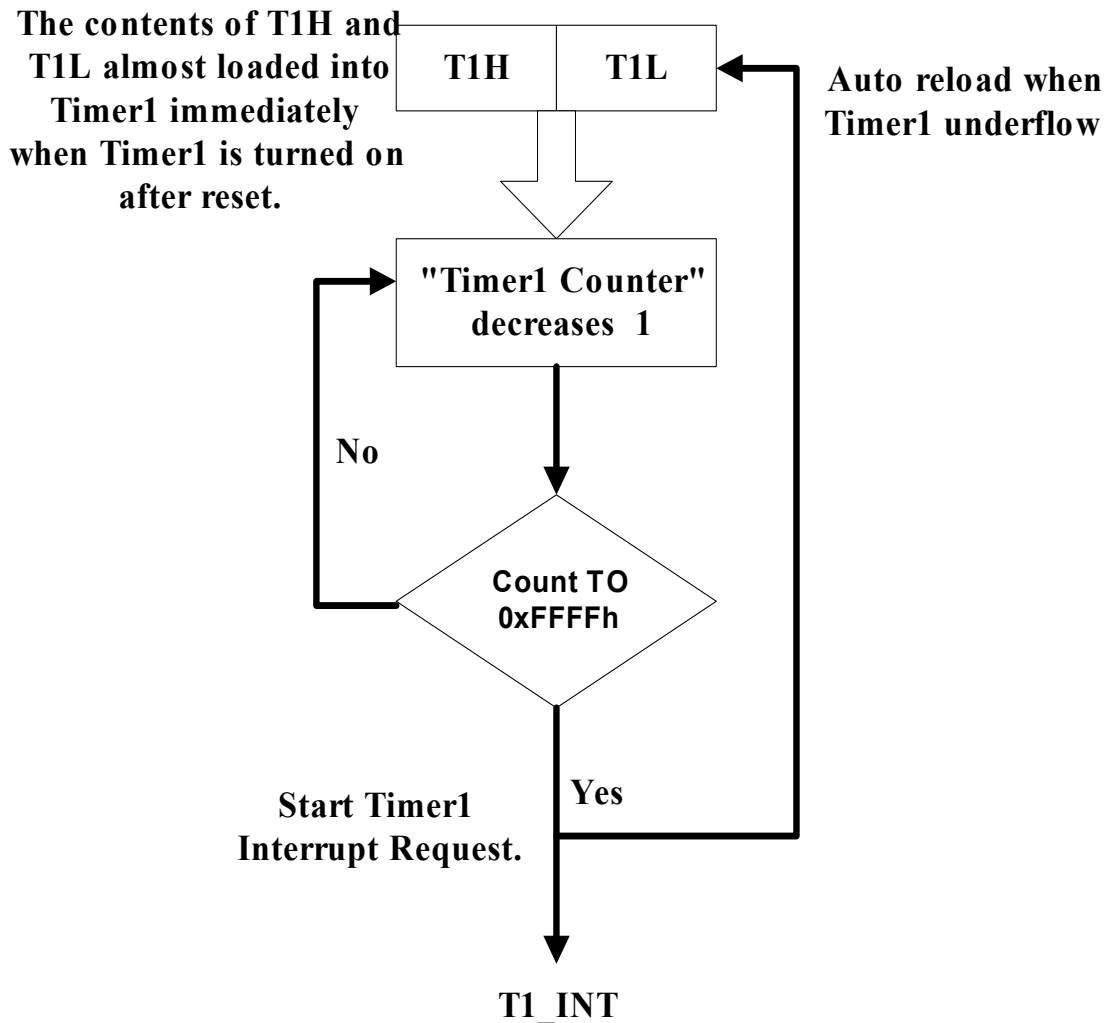 The contents of T1H and
T1L almost loaded into
Timer1 immediately
when Timer1 is turned on
after reset.
T1H
T1L
Auto reload when
Timer1 underflow
"Timer1 Counter"
decreases 1
No
Count TO
0xFFFFh
Yes
Start Timer1
Interrupt Request.
T1_INT